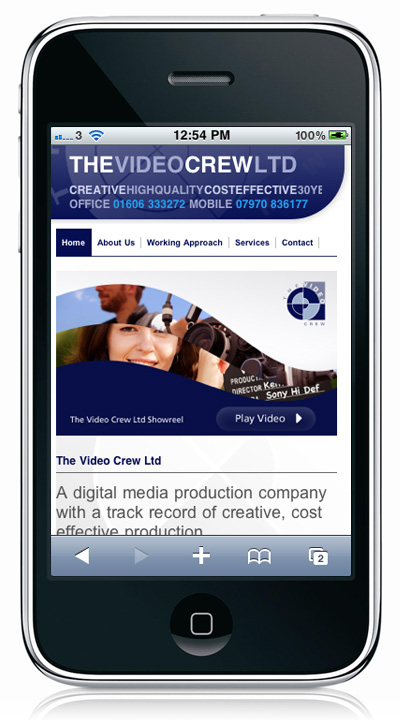 3 12:54 PM 100%
THEVIDEOCREWLTD
CREATIVEHIGHQUALITYCOSTEFFECTIVE30YE
OFFICE 01606 333272 MOBILE 07970 836177
Home About Us Working Approach Services Contact
THE VIDEO CREW
PRODUCT
DIRECTOR Ke
Sony Hi Def
The Video Crew Ltd Showreel Play Video
The Video Crew Ltd
A digital media production company
with a track record of creative, cost
effective production
2